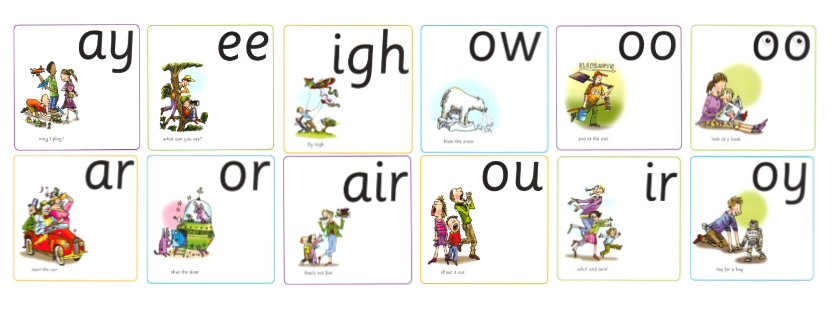 ay ee igh ow oo oo
may I play? what can you see? fly high blow the snow poo at the zoo look at a book
ar or air ou ir oy
start the car shut the door that's not fair shout it out whirl and twirl toy for a boy